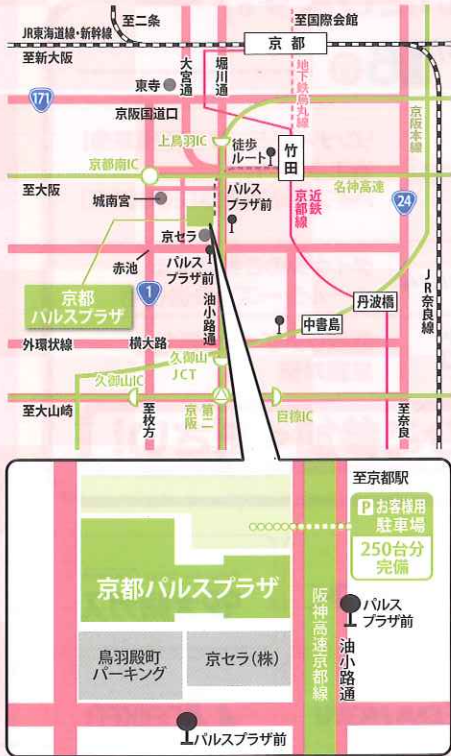 至二条
至国際会館
JR東海道線・新幹線
京都
至新大阪
大宮通
堀川通
地下鉄烏丸線
東寺
171
京阪国道口
京阪本線
上鳥羽IC
徒歩
ルート
竹田
京都南IC
至大阪
名神高速
城南宮
パルス
プラザ前
近鉄
京都線
24
京セラ
赤池
パルス
プラザ前
1
油小路通
京都
パルスプラザ
丹波橋
JR奈良線
中書島
外環状線
横大路
久御山
JCT
久御山IC
至大山崎
至枚方
第二
京阪
巨椋IC
至奈良
至京都駅
P お客様用
駐車場
250台分
完備
京都パルスプラザ
阪神高速京都線
パルス
プラザ前
油小路通
鳥羽殿町
パーキング
京セラ(株)
パルスプラザ前